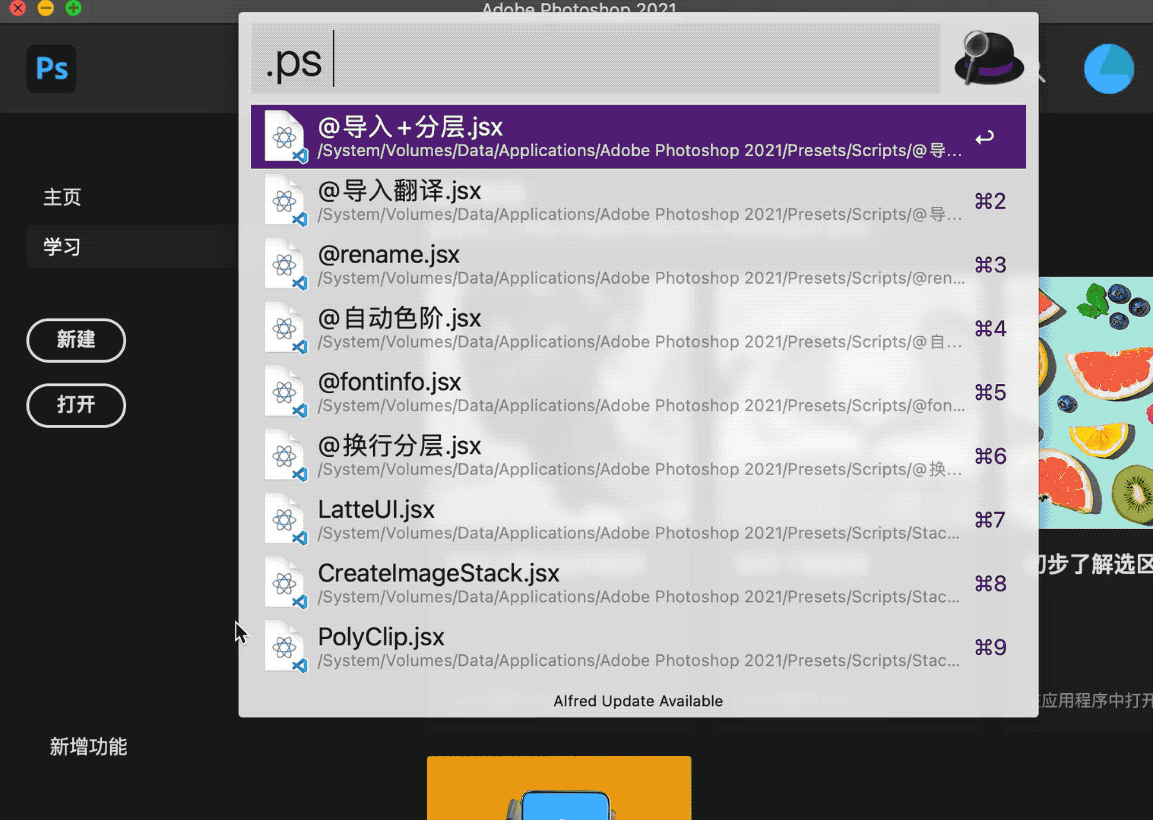 Adobe Photoshop 2021
Ps
.ps
@导入+分层.jsx
/System/Volumes/Data/Applications/Adobe Photoshop 2021/Presets/Scripts/@导...
@导入翻译.jsx
/System/Volumes/Data/Applications/Adobe Photoshop 2021/Presets/Scripts/@导...
⌘2
主页
@rename.jsx
/System/Volumes/Data/Applications/Adobe Photoshop 2021/Presets/Scripts/@ren...
⌘3
学习
@自动色阶.jsx
/System/Volumes/Data/Applications/Adobe Photoshop 2021/Presets/Scripts/@自...
⌘4
新建
@fontinfo.jsx
/System/Volumes/Data/Applications/Adobe Photoshop 2021/Presets/Scripts/@fon...
⌘5
打开
@换行分层.jsx
/System/Volumes/Data/Applications/Adobe Photoshop 2021/Presets/Scripts/@换...
⌘6
LatteUI.jsx
/System/Volumes/Data/Applications/Adobe Photoshop 2021/Presets/Scripts/Stac...
⌘7
CreateImageStack.jsx
/System/Volumes/Data/Applications/Adobe Photoshop 2021/Presets/Scripts/Stac...
⌘8
PolyClip.jsx
/System/Volumes/Data/Applications/Adobe Photoshop 2021/Presets/Scripts/Stac...
⌘9
初步了解选区
应用程序中打开
Alfred Update Available
新增功能